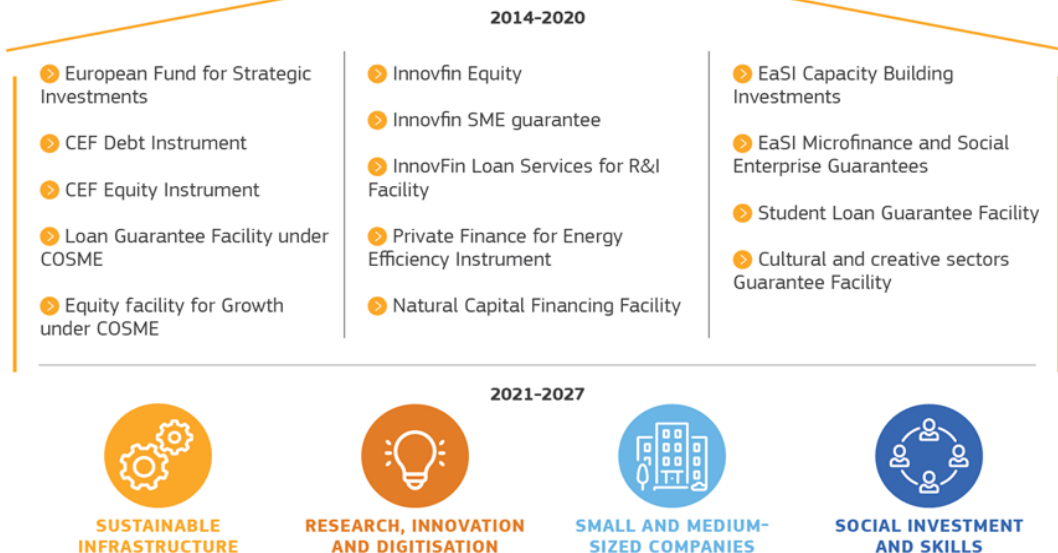 2014-2020
European Fund for Strategic
Investments
CEF Debt Instrument
CEF Equity Instrument
Loan Guarantee Facility under
COSME
Equity facility for Growth
under COSME
Innovfin Equity
Innovfin SME guarantee
InnovFin Loan Services for R&I
Facility
Private Finance for Energy
Efficiency Instrument
Natural Capital Financing Facility
EaSI Capacity Building
Investments
EaSI Microfinance and Social
Enterprise Guarantees
Student Loan Guarantee Facility
Cultural and creative sectors
Guarantee Facility
2021-2027
SUSTAINABLE
INFRASTRUCTURE
RESEARCH, INNOVATION
AND DIGITISATION
SMALL AND MEDIUM-
SIZED COMPANIES
SOCIAL INVESTMENT
AND SKILLS